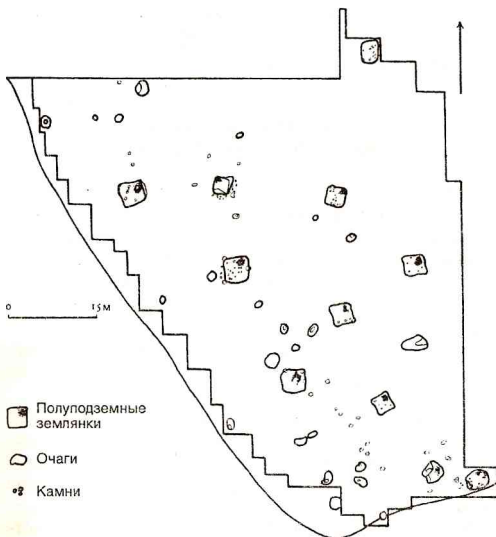 0 15 м
Полуподземные
землянки
Очаги
Камни